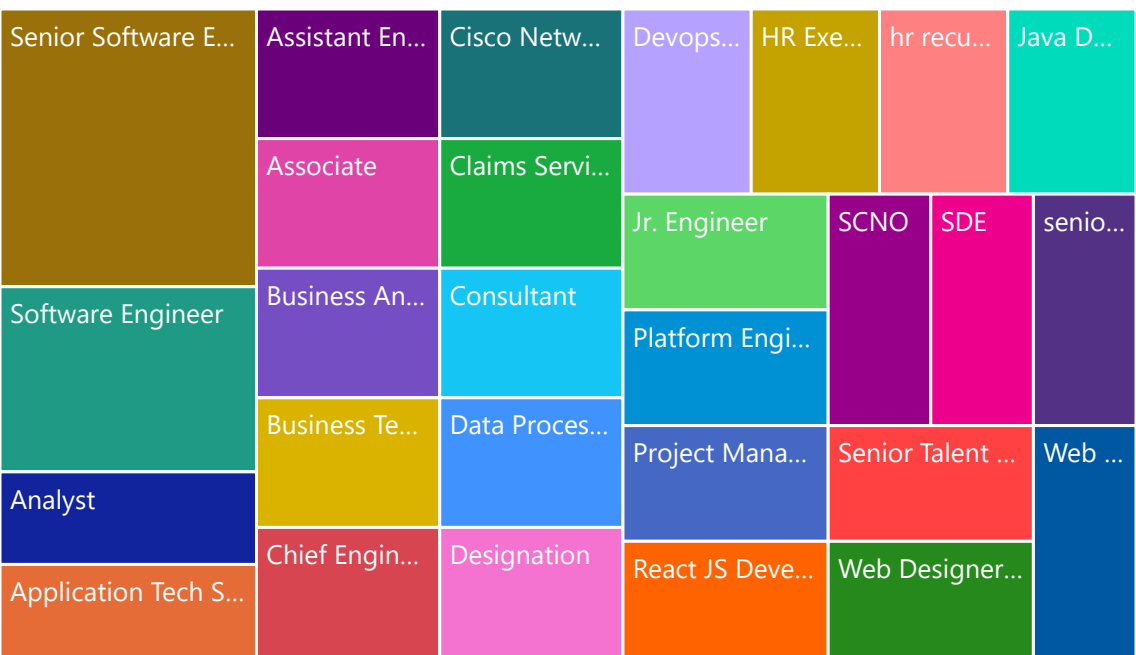 Senior Software E...
Software Engineer
Analyst
Application Tech S...
Assistant En...
Associate
Business An...
Business Te...
Chief Engin...
Cisco Netw...
Claims Servi...
Consultant
Data Proces...
Designation
Devops...
HR Exe...
hr recu...
Java D...
Jr. Engineer
Platform Engi...
Project Mana...
React JS Deve...
SCNO
SDE
senio...
Senior Talent ...
Web Designer...
Web ...